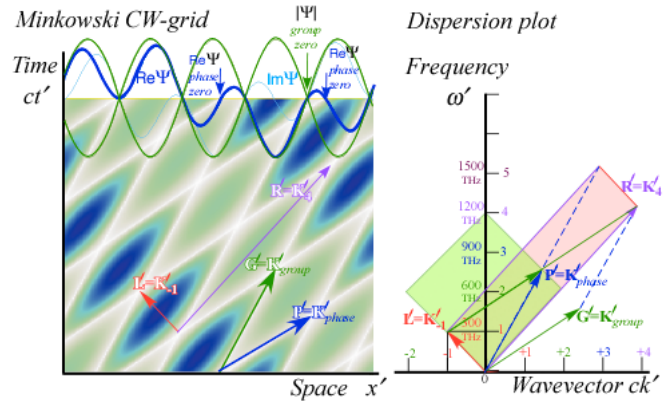 Minkowski CW-grid
Time
ct′
|Ψ|
group
zero
ReΨ
ReΨ
phase
zero
ImΨ
ReΨ
phase
zero
R′=K′4
G′=K′group
L′=K′-1
P′=K′phase
Space x′
Dispersion plot
Frequency
ω′
1500
THz
5
1200
THz
4
900
THz
3
600
THz
2
300
THz
1
R′=K′4
P′=K′phase
L′=K′-1
G′=K′group
-2 -1 0 +1 +2 +3 +4
Wavevector ck′